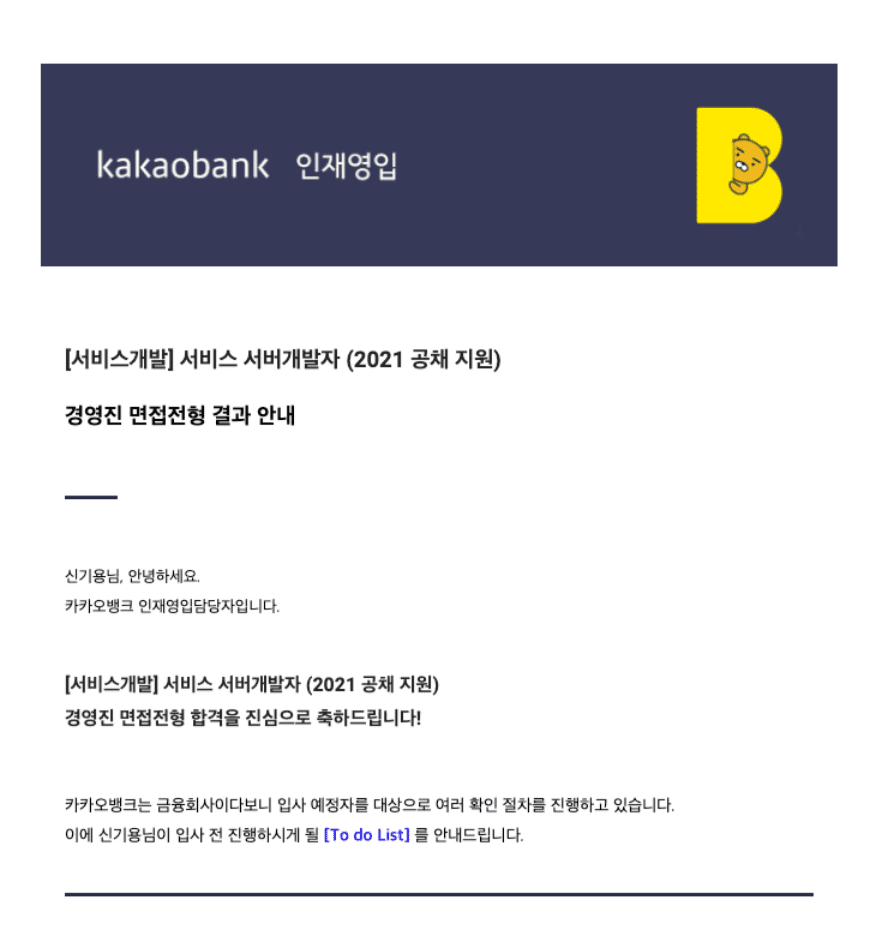 kakaobank 인재영입
B
[서비스개발] 서비스 서버개발자 (2021 공채 지원)
경영진 면접전형 결과 안내
신기용님, 안녕하세요.
카카오뱅크 인재영입담당자입니다.
[서비스개발] 서비스 서버개발자 (2021 공채 지원)
경영진 면접전형 합격을 진심으로 축하드립니다!
카카오뱅크는 금융회사이다보니 입사 예정자를 대상으로 여러 확인 절차를 진행하고 있습니다.
이에 신기용님이 입사 전 진행하시게 될 [To do List] 를 안내드립니다.